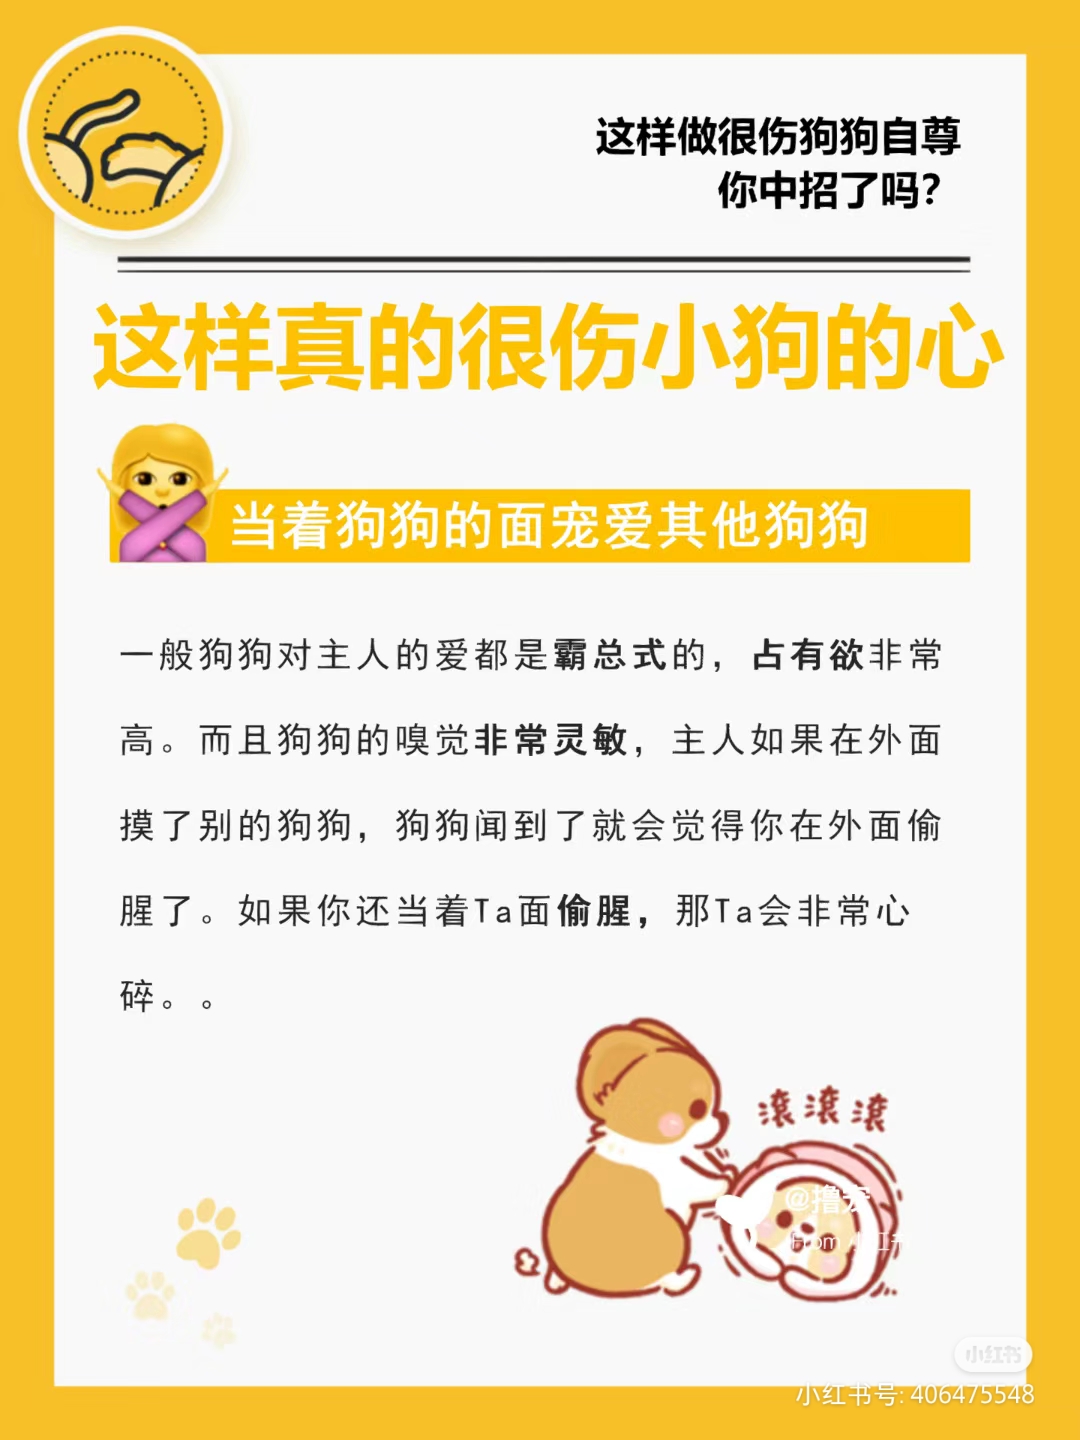 这样做很伤狗狗自尊
你中招了吗？
这样真的很伤小狗的心
当着狗狗的面宠爱其他狗狗
一般狗狗对主人的爱都是霸总式的，占有欲非常
高。而且狗狗的嗅觉非常灵敏，主人如果在外面
摸了别的狗狗，狗狗闻到了就会觉得你在外面偷
腥了。如果你还当着Ta面偷腥，那Ta会非常心
碎。。
滚滚滚
@撸宠
From 小红书
小红书
小红书号: 406475548